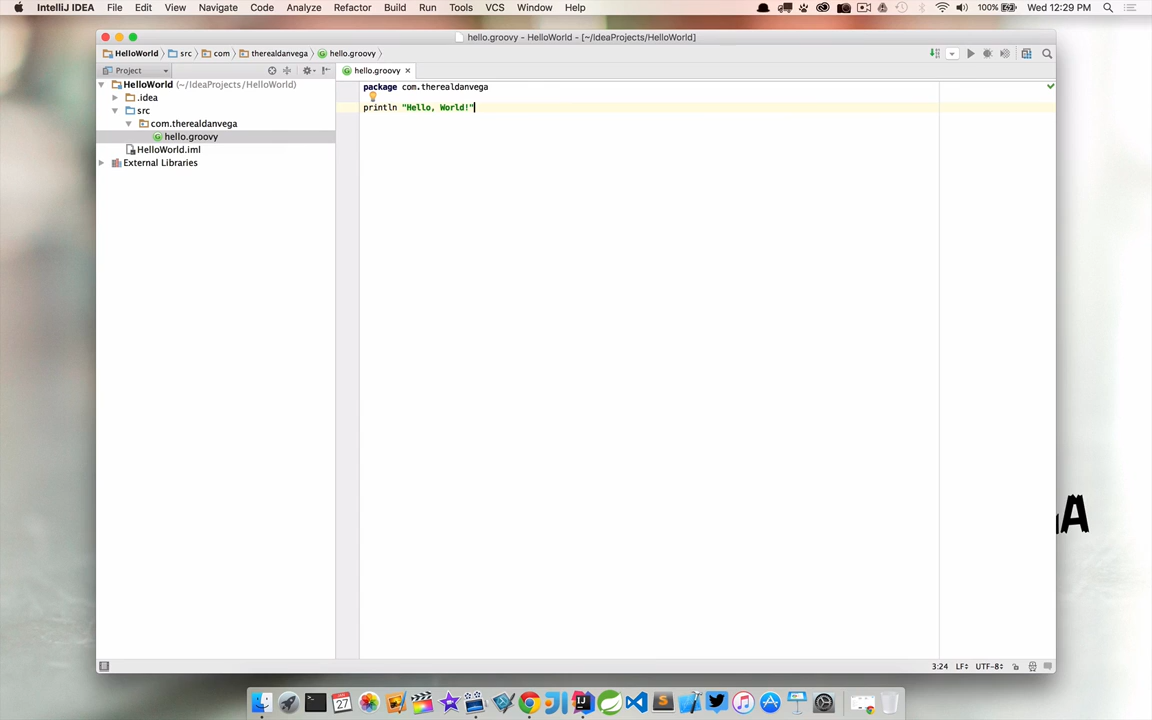 IntelliJ IDEA File Edit View Navigate Code Analyze Refactor Build Run Tools VCS Window Help 100% Wed 12:29 PM
hello.groovy - HelloWorld - [~/IdeaProjects/HelloWorld]
HelloWorld src com therealdanvega hello.groovy
Project
hello.groovy
HelloWorld (~/IdeaProjects/HelloWorld)
.idea
src
com.therealdanvega
hello.groovy
HelloWorld.iml
External Libraries
package com.therealdanvega
println "Hello, World!"
A
3:24 LF UTF-8
27